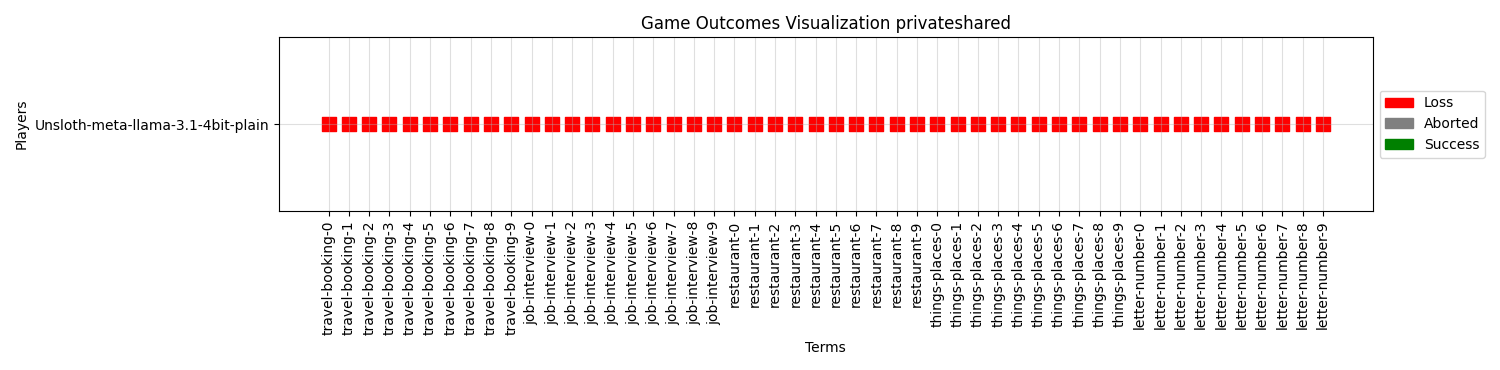 Game Outcomes Visualization privateshared
Players
Unsloth-meta-llama-3.1-4bit-plain
Loss
Aborted
Success
travel-booking-0
travel-booking-1
travel-booking-2
travel-booking-3
travel-booking-4
travel-booking-5
travel-booking-6
travel-booking-7
travel-booking-8
travel-booking-9
job-interview-0
job-interview-1
job-interview-2
job-interview-3
job-interview-4
job-interview-5
job-interview-6
job-interview-7
job-interview-8
job-interview-9
restaurant-0
restaurant-1
restaurant-2
restaurant-3
restaurant-4
restaurant-5
restaurant-6
restaurant-7
restaurant-8
restaurant-9
things-places-0
things-places-1
things-places-2
things-places-3
things-places-4
things-places-5
things-places-6
things-places-7
things-places-8
things-places-9
letter-number-0
letter-number-1
letter-number-2
letter-number-3
letter-number-4
letter-number-5
letter-number-6
letter-number-7
letter-number-8
letter-number-9
Terms